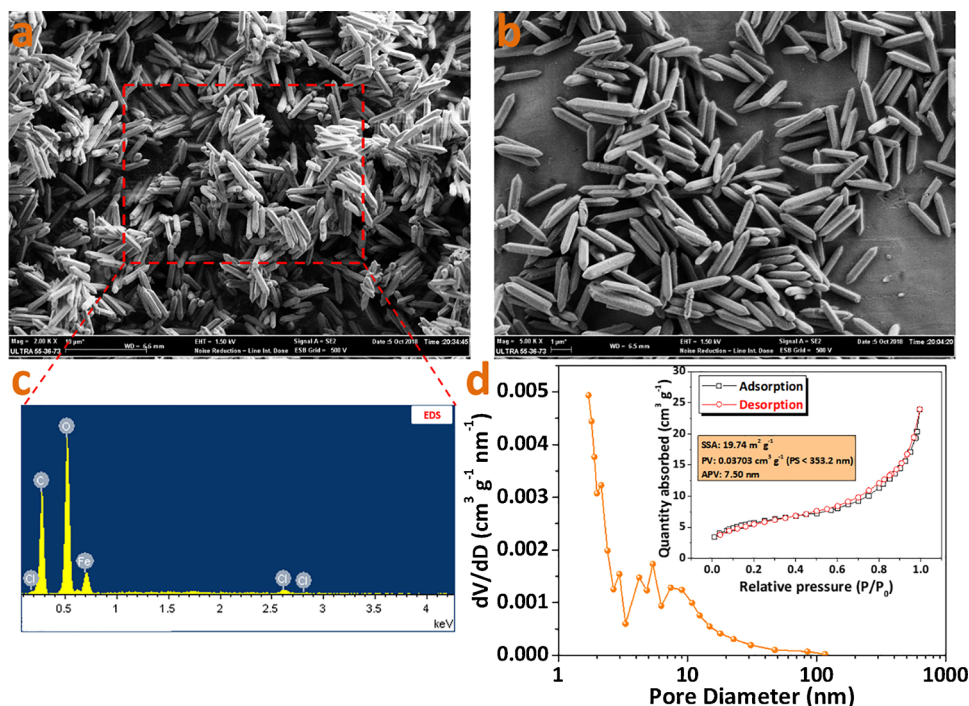 a
Mag = 2.00 K X 10 µm* EHT = 1.50 kV Signal A = SE2 Date :5 Oct 2018 Time :20:34:45
ULTRA 55-36-73 WD = 6.5 mm Noise Reduction - Line Int. Done ESB Grid = 500 V
b
Mag = 5.00 K X 1 µm* EHT = 1.50 kV Signal A = SE2 Date :5 Oct 2018 Time :20:04:20
ULTRA 55-36-73 WD = 6.5 mm Noise Reduction - Line Int. Done ESB Grid = 500 V
c
EDS
O
C
Fe
Cl
Cl
Cl
0.5
1
1.5
2
2.5
3
3.5
4
keV
d
0.005
0.004
0.003
0.002
0.001
0.000
dV/dD (cm³ g⁻¹ nm⁻¹)
1
10
100
1000
Pore Diameter (nm)
30
25
20
15
10
5
0
Quantity absorbed (cm³ g⁻¹)
Adsorption
Desorption
SSA: 19.74 m² g⁻¹
PV: 0.03703 cm³ g⁻¹ (PS < 353.2 nm)
APV: 7.50 nm
0.0
0.2
0.4
0.6
0.8
1.0
Relative pressure (P/P₀)